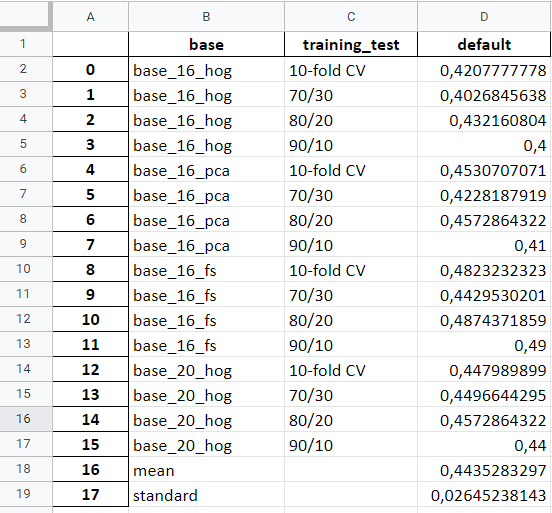 A B C D
1 base training_test default
2 0 base_16_hog 10-fold CV 0,4207777778
3 1 base_16_hog 70/30 0,4026845638
4 2 base_16_hog 80/20 0,432160804
5 3 base_16_hog 90/10 0,4
6 4 base_16_pca 10-fold CV 0,4530707071
7 5 base_16_pca 70/30 0,4228187919
8 6 base_16_pca 80/20 0,4572864322
9 7 base_16_pca 90/10 0,41
10 8 base_16_fs 10-fold CV 0,4823232323
11 9 base_16_fs 70/30 0,4429530201
12 10 base_16_fs 80/20 0,4874371859
13 11 base_16_fs 90/10 0,49
14 12 base_20_hog 10-fold CV 0,447989899
15 13 base_20_hog 70/30 0,4496644295
16 14 base_20_hog 80/20 0,4572864322
17 15 base_20_hog 90/10 0,44
18 16 mean 0,4435283297
19 17 standard 0,02645238143